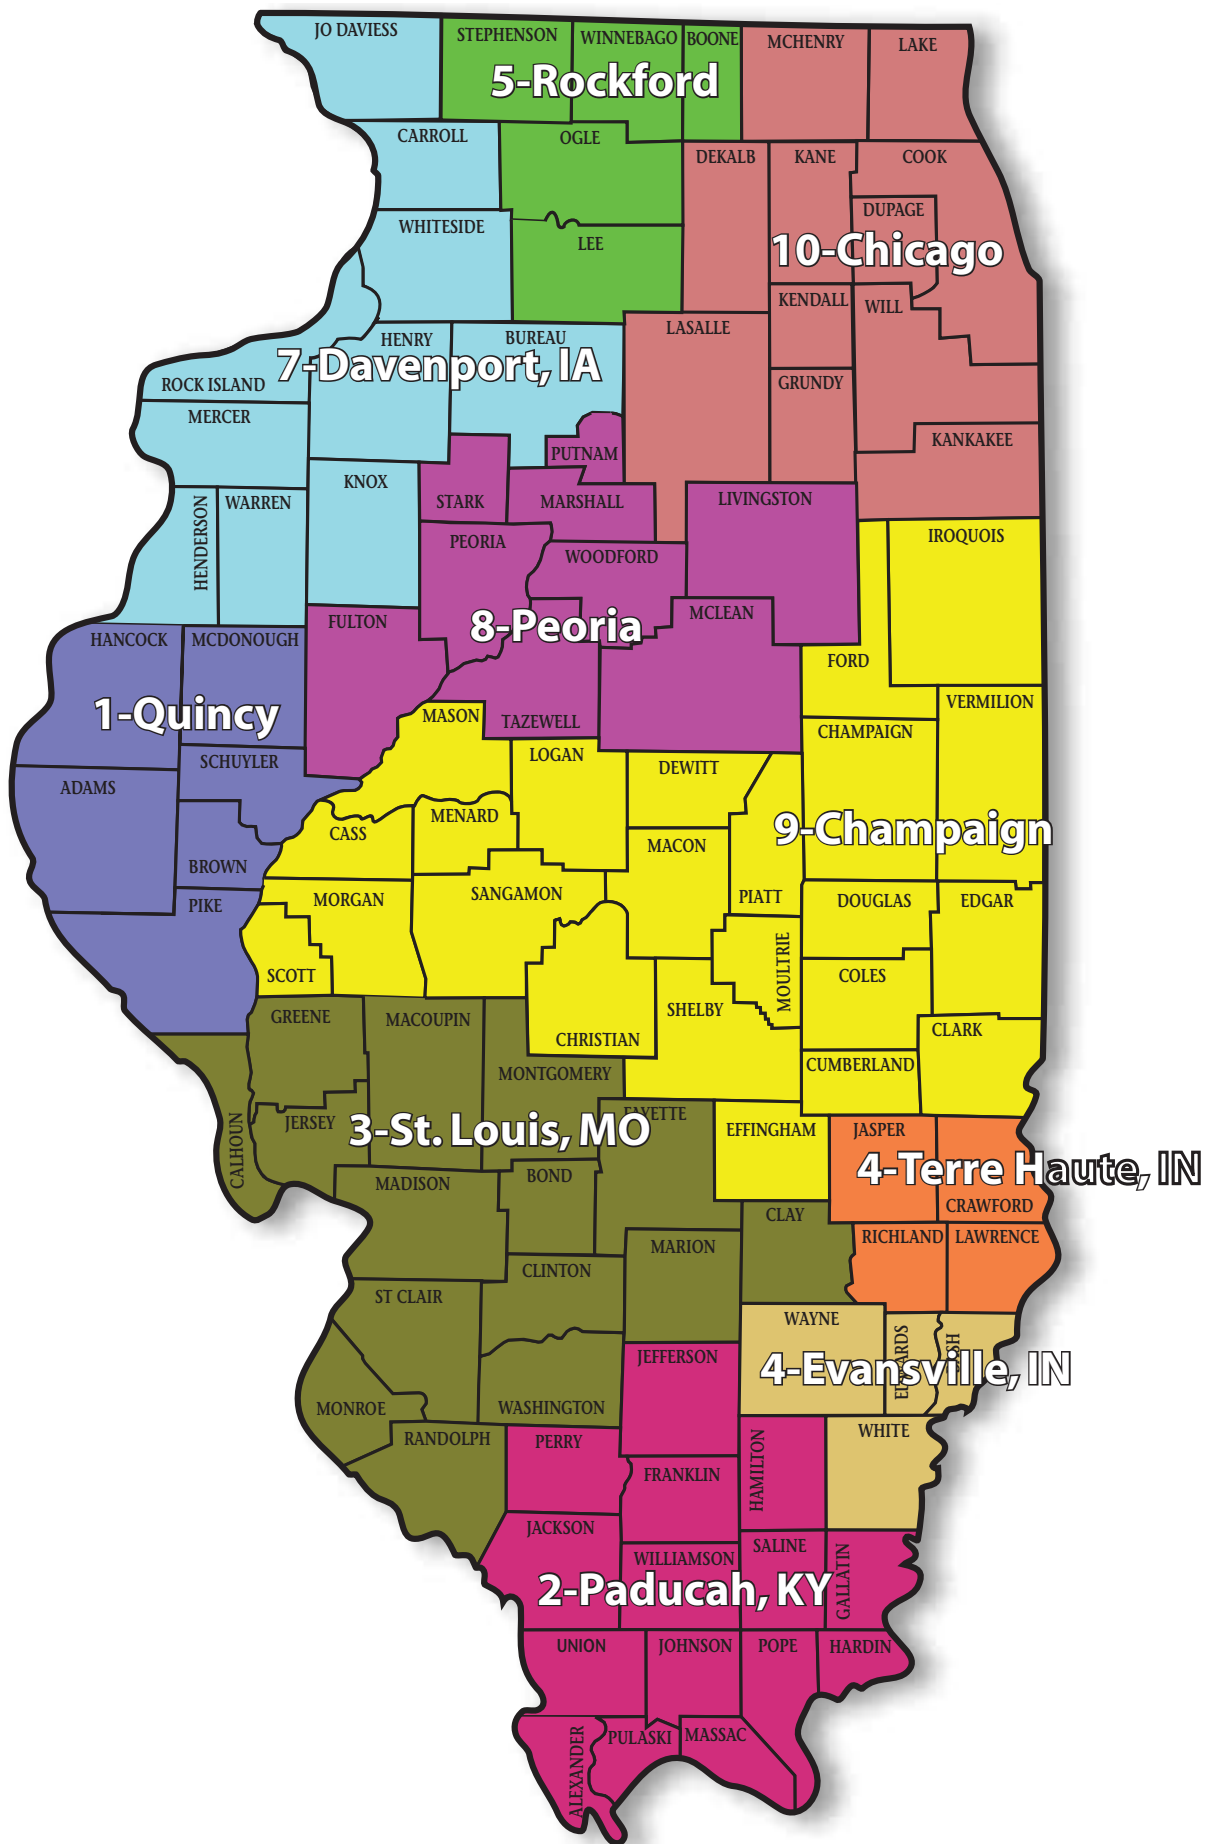 JO DAVIESS
STEPHENSON
WINNEBAGO
BOONE
MCHENRY
LAKE
5-Rockford
CARROLL
OGLE
DEKALB
KANE
COOK
WHITESIDE
LEE
DUPAGE
10-Chicago
KENDALL
WILL
LASALLE
HENRY
BUREAU
7-Davenport, IA
ROCK ISLAND
GRUNDY
MERCER
KANKAKEE
PUTNAM
KNOX
STARK
MARSHALL
LIVINGSTON
HENDERSON
WARREN
IROQUOIS
PEORIA
WOODFORD
FULTON
8-Peoria
MCLEAN
HANCOCK
MCDONOUGH
FORD
1-Quincy
VERMILION
MASON
TAZEWELL
CHAMPAIGN
SCHUYLER
LOGAN
DEWITT
ADAMS
MENARD
9-Champaign
CASS
MACON
BROWN
PIKE
MORGAN
SANGAMON
PIATT
DOUGLAS
EDGAR
SCOTT
MOULTRIE
COLES
GREENE
MACOUPIN
SHELBY
CHRISTIAN
CLARK
MONTGOMERY
CUMBERLAND
FAYETTE
JERSEY
3-St. Louis, MO
EFFINGHAM
JASPER
CALHOUN
4-Terre Haute, IN
MADISON
BOND
CRAWFORD
CLAY
MARION
RICHLAND
LAWRENCE
CLINTON
ST CLAIR
WAYNE
JEFFERSON
4-Evansville, IN
MONROE
WASHINGTON
RANDOLPH
PERRY
WHITE
HAMILTON
FRANKLIN
JACKSON
WILLIAMSON
SALINE
GALLATIN
2-Paducah, KY
UNION
JOHNSON
POPE
HARDIN
ALEXANDER
PULASKI
MASSAC